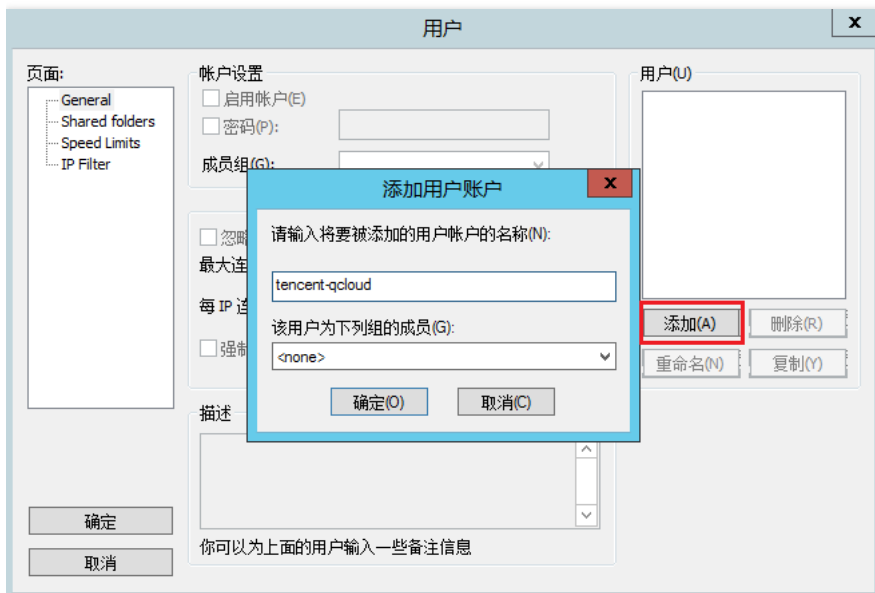 用户
x
页面:
General
Shared folders
Speed Limits
IP Filter
帐户设置
启用帐户(E)
密码(P):
成员组(G):
用户(U)
添加用户账户
x
请输入将要被添加的用户帐户的名称(N):
tencent-qcloud
该用户为下列组的成员(G):
<none>
确定(O)
取消(C)
忽略
最大连
每 IP 连
强制
添加(A)
删除(R)
重命名(N)
复制(Y)
描述
你可以为上面的用户输入一些备注信息
确定
取消